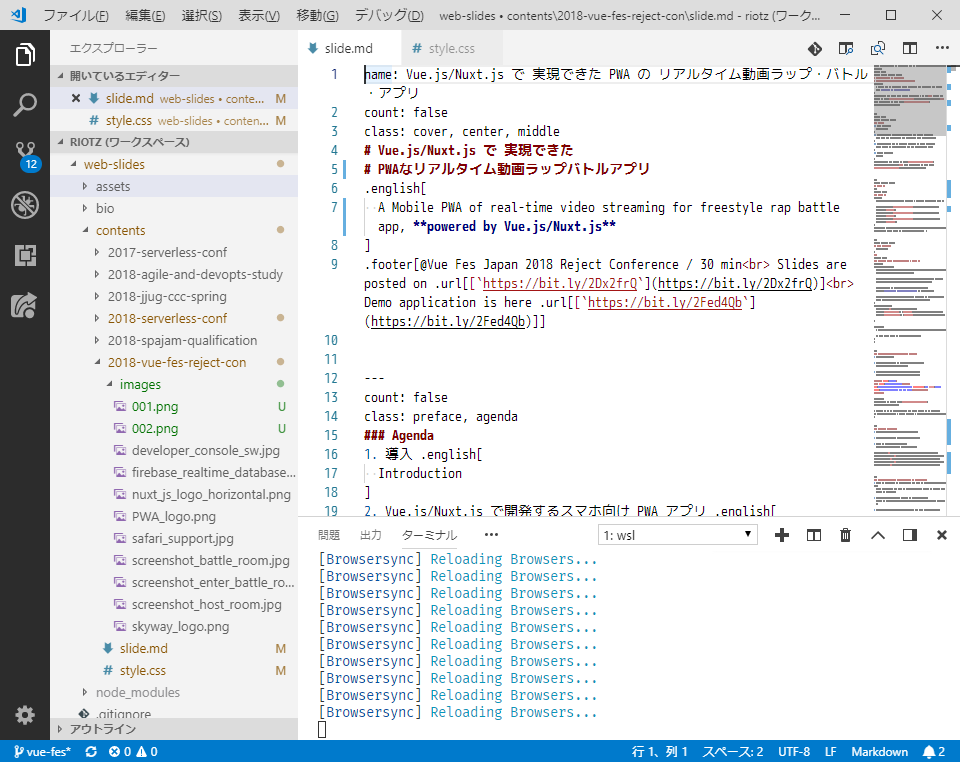 ファイル(F) 編集(E) 選択(S) 表示(V) 移動(G) デバッグ(D) web-slides • contents\2018-vue-fes-reject-con\slide.md - riotz (ワーク...
エクスプローラー
開いているエディター
slide.md web-slides • conte... M
style.css web-slides • conten... M
RIOTZ (ワークスペース)
web-slides
assets
bio
contents
2017-serverless-conf
2018-agile-and-devopts-study
2018-jjug-ccc-spring
2018-serverless-conf
2018-spajam-qualification
2018-vue-fes-reject-con
images
001.png U
002.png U
developer_console_sw.jpg
firebase_realtime_database...
nuxt_js_logo_horizontal.png
PWA_logo.png
safari_support.jpg
screenshot_battle_room.jpg
screenshot_enter_battle_ro...
screenshot_host_room.jpg
skyway_logo.png
slide.md M
style.css M
node_modules
.gitignore
アウトライン
12
slide.md # style.css
1 name: Vue.js/Nuxt.js で 実現できた PWA の リアルタイム動画ラップ・バトル
・アプリ
2 count: false
3 class: cover, center, middle
4 # Vue.js/Nuxt.js で 実現できた
5 # PWAなリアルタイム動画ラップバトルアプリ
6 .english[
7 A Mobile PWA of real-time video streaming for freestyle rap battle
app, **powered by Vue.js/Nuxt.js**
8 ]
9 .footer[@Vue Fes Japan 2018 Reject Conference / 30 min<br> Slides are
posted on .url[[`https://bit.ly/2Dx2frQ`](https://bit.ly/2Dx2frQ)]<br>
Demo application is here .url[[`https://bit.ly/2Fed4Qb`]
(https://bit.ly/2Fed4Qb)]]
10
11
12 ---
13 count: false
14 class: preface, agenda
15 ### Agenda
16 1. 導入 .english[
17 Introduction
18 ]
19 2. Vue.js/Nuxt.js で開発するスマホ向け PWA アプリ .english[
問題 出力 ターミナル ••• 1: wsl
[Browsersync] Reloading Browsers...
[Browsersync] Reloading Browsers...
[Browsersync] Reloading Browsers...
[Browsersync] Reloading Browsers...
[Browsersync] Reloading Browsers...
[Browsersync] Reloading Browsers...
[Browsersync] Reloading Browsers...
[Browsersync] Reloading Browsers...
[Browsersync] Reloading Browsers...
[Browsersync] Reloading Browsers...
vue-fes* 0 0 行 1、列 1 スペース: 2 UTF-8 LF Markdown 2